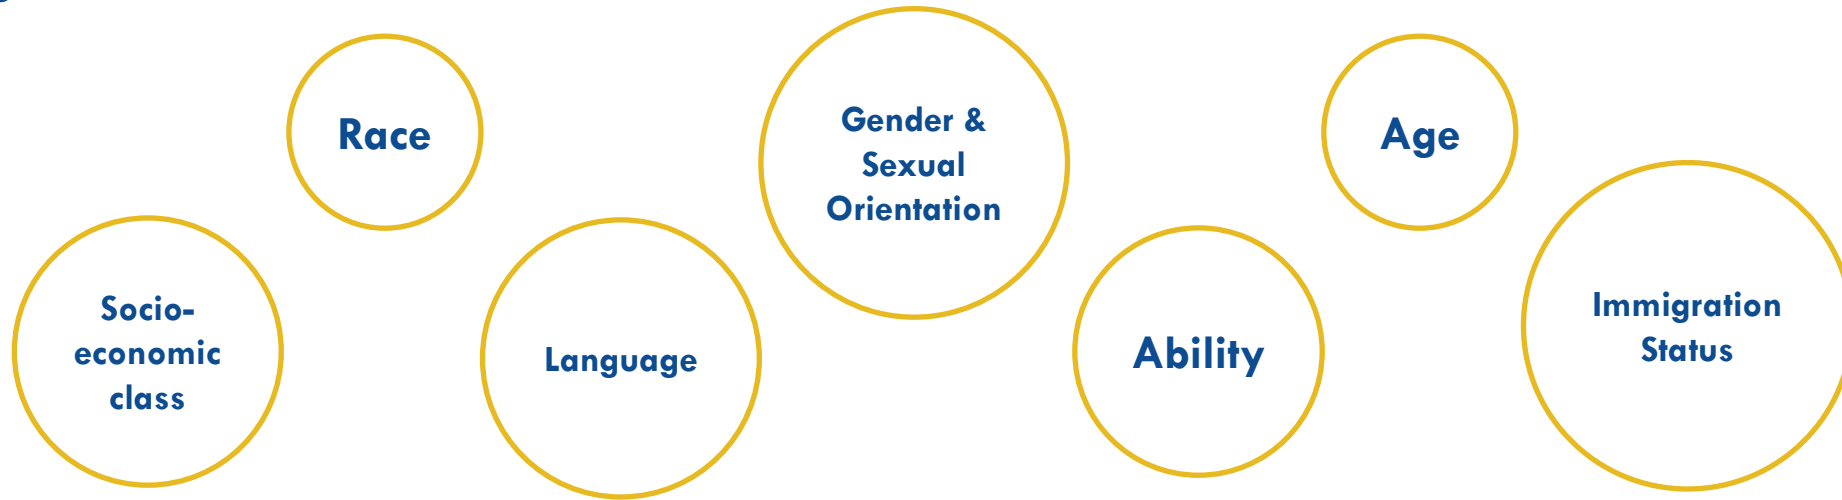 Race
Gender &
Sexual
Orientation
Age
Socio-
economic
class
Language
Ability
Immigration
Status